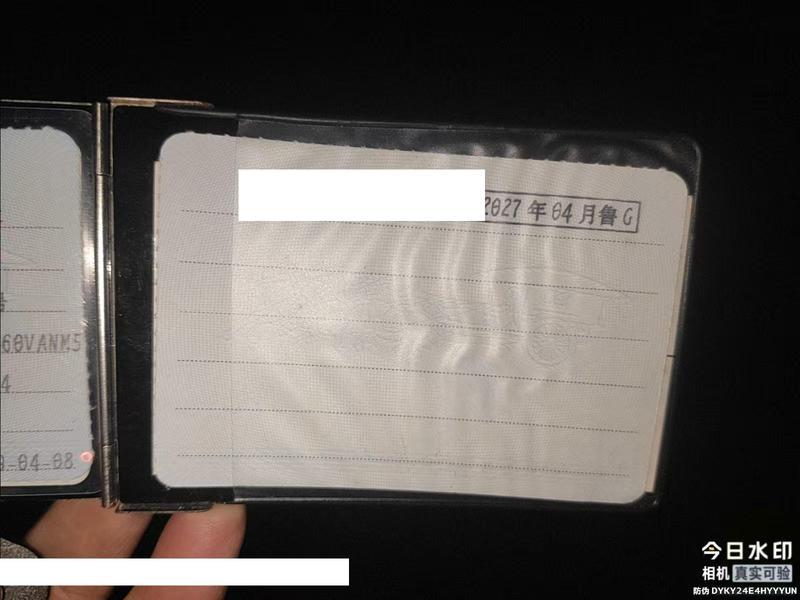 2027年04月鲁G
60VANM5
4
-04-08
今日水印
相机 真实可验
防伪 DYKY24E4HYYYUN